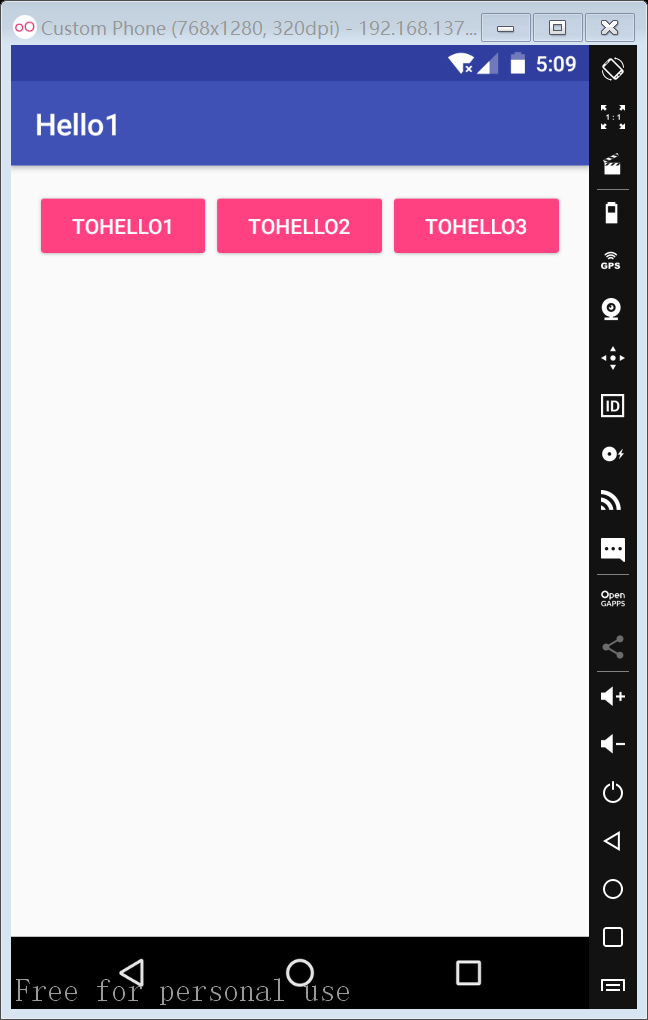 Custom Phone (768x1280, 320dpi) - 192.168.137...
5:09
Hello1
TOHELLO1 TOHELLO2 TOHELLO3
1 : 1
GPS
ID
Open
GAPPS
Free for personal use